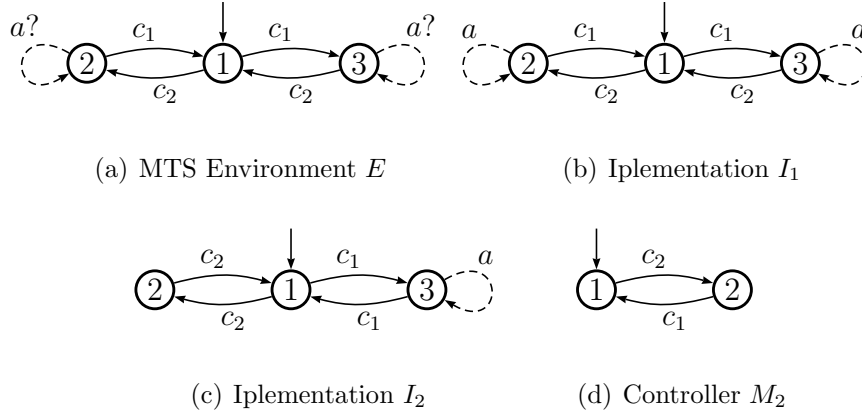 a? c₁ c₁ a?
2 1 3
c₂ c₂
(a) MTS Environment E
a c₁ c₁ a
2 1 3
c₂ c₂
(b) Iplementation I₁
c₂ c₁ a
2 1 3
c₂ c₁
(c) Iplementation I₂
c₂
1 2
c₁
(d) Controller M₂